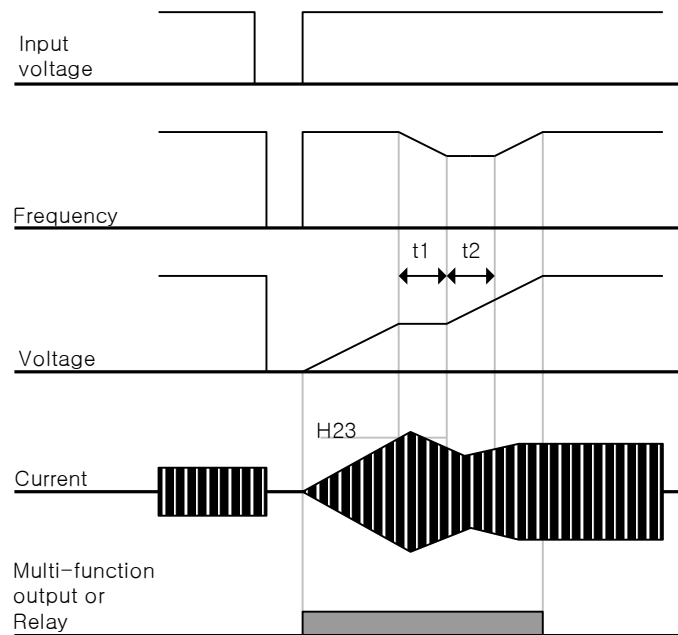 Input
voltage
Frequency
t1 t2
Voltage
H23
Current
Multi-function
output or
Relay